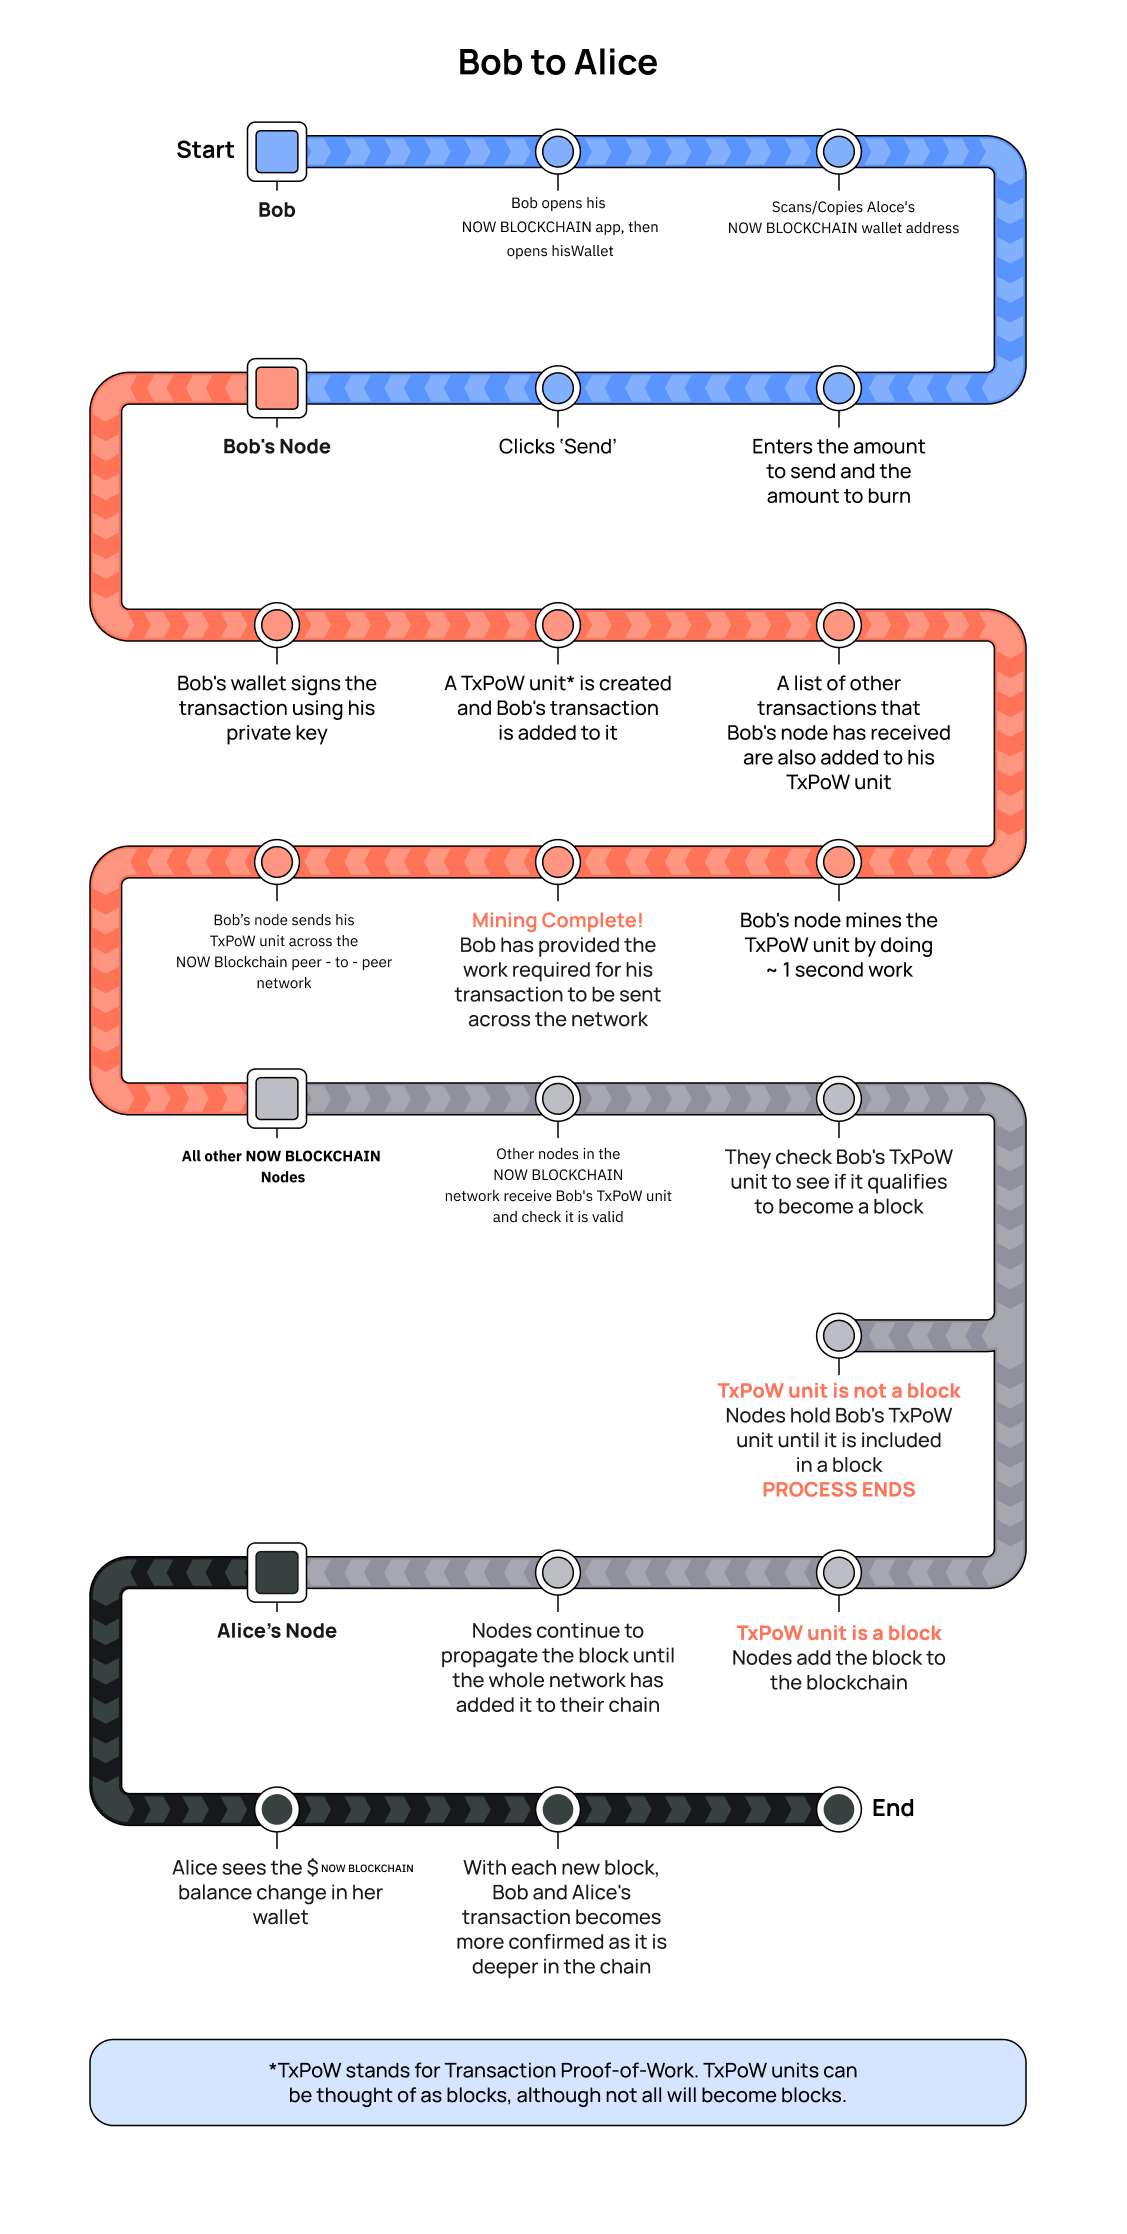 Bob to Alice
Start
Bob
Bob opens his
NOW BLOCKCHAIN app, then
opens hisWallet
Scans/Copies Aloce's
NOW BLOCKCHAIN wallet address
Enters the amount
to send and the
amount to burn
Clicks ‘Send’
Bob's Node
Bob's wallet signs the
transaction using his
private key
A TxPoW unit* is created
and Bob's transaction
is added to it
A list of other
transactions that
Bob's node has received
are also added to his
TxPoW unit
Bob's node mines the
TxPoW unit by doing
~ 1 second work
Mining Complete!
Bob has provided the
work required for his
transaction to be sent
across the network
Bob’s node sends his
TxPoW unit across the
NOW Blockchain peer - to - peer
network
All other NOW BLOCKCHAIN
Nodes
Other nodes in the
NOW BLOCKCHAIN
network receive Bob's TxPoW unit
and check it is valid
They check Bob's TxPoW
unit to see if it qualifies
to become a block
TxPoW unit is not a block
Nodes hold Bob's TxPoW
unit until it is included
in a block
PROCESS ENDS
TxPoW unit is a block
Nodes add the block to
the blockchain
Nodes continue to
propagate the block until
the whole network has
added it to their chain
Alice’s Node
Alice sees the $ NOW BLOCKCHAIN
balance change in her
wallet
With each new block,
Bob and Alice's
transaction becomes
more confirmed as it is
deeper in the chain
End
*TxPoW stands for Transaction Proof-of-Work. TxPoW units can
be thought of as blocks, although not all will become blocks.